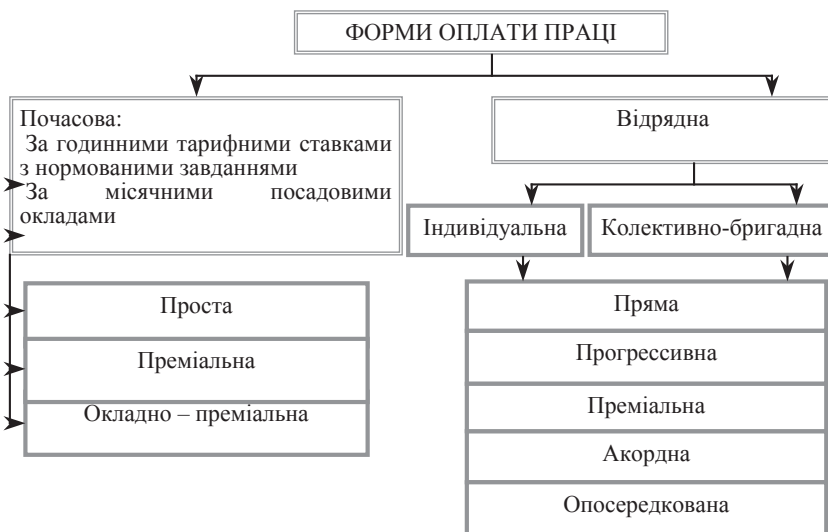 ФОРМИ ОПЛАТИ ПРАЦІ
Почасова:
За годинними тарифними ставками
з нормованими завданнями
За місячними посадовими
окладами
Відрядна
Індивідуальна
Колективно-бригадна
Проста
Преміальна
Окладно – преміальна
Пряма
Прогрессивна
Преміальна
Акордна
Опосередкована